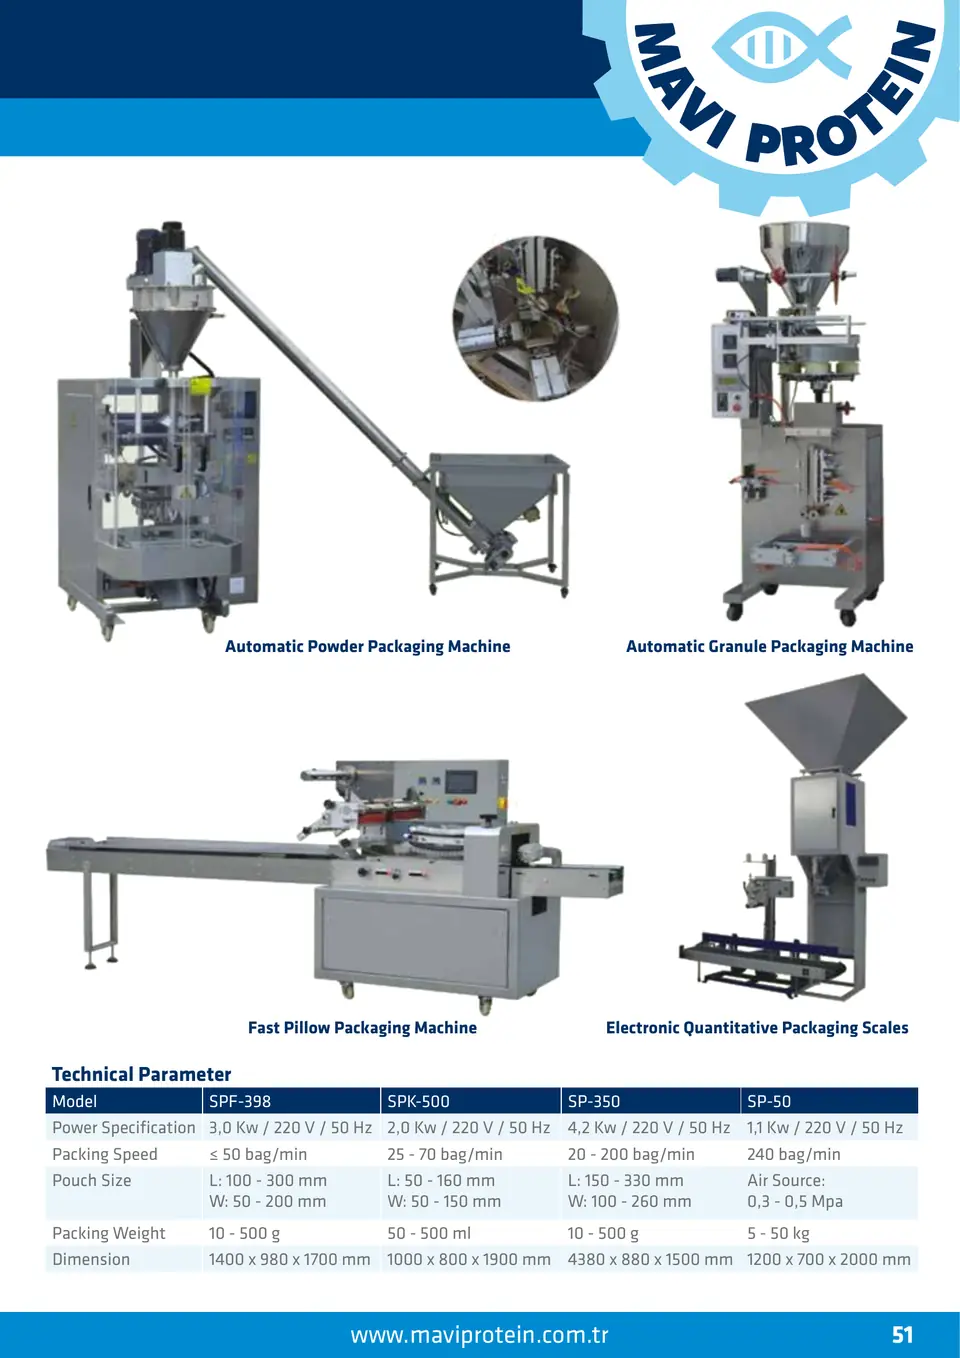 MAVI PROTEIN
Automatic Powder Packaging Machine
Automatic Granule Packaging Machine
Fast Pillow Packaging Machine
Electronic Quantitative Packaging Scales
Technical Parameter
Model SPF-398 SPK-500 SP-350 SP-50
Power Specification 3,0 Kw / 220 V / 50 Hz 2,0 Kw / 220 V / 50 Hz 4,2 Kw / 220 V / 50 Hz 1,1 Kw / 220 V / 50 Hz
Packing Speed ≤ 50 bag/min 25 - 70 bag/min 20 - 200 bag/min 240 bag/min
Pouch Size L: 100 - 300 mm L: 50 - 160 mm L: 150 - 330 mm Air Source:
W: 50 - 200 mm W: 50 - 150 mm W: 100 - 260 mm 0,3 - 0,5 Mpa
Packing Weight 10 - 500 g 50 - 500 ml 10 - 500 g 5 - 50 kg
Dimension 1400 x 980 x 1700 mm 1000 x 800 x 1900 mm 4380 x 880 x 1500 mm 1200 x 700 x 2000 mm
www.maviprotein.com.tr
51